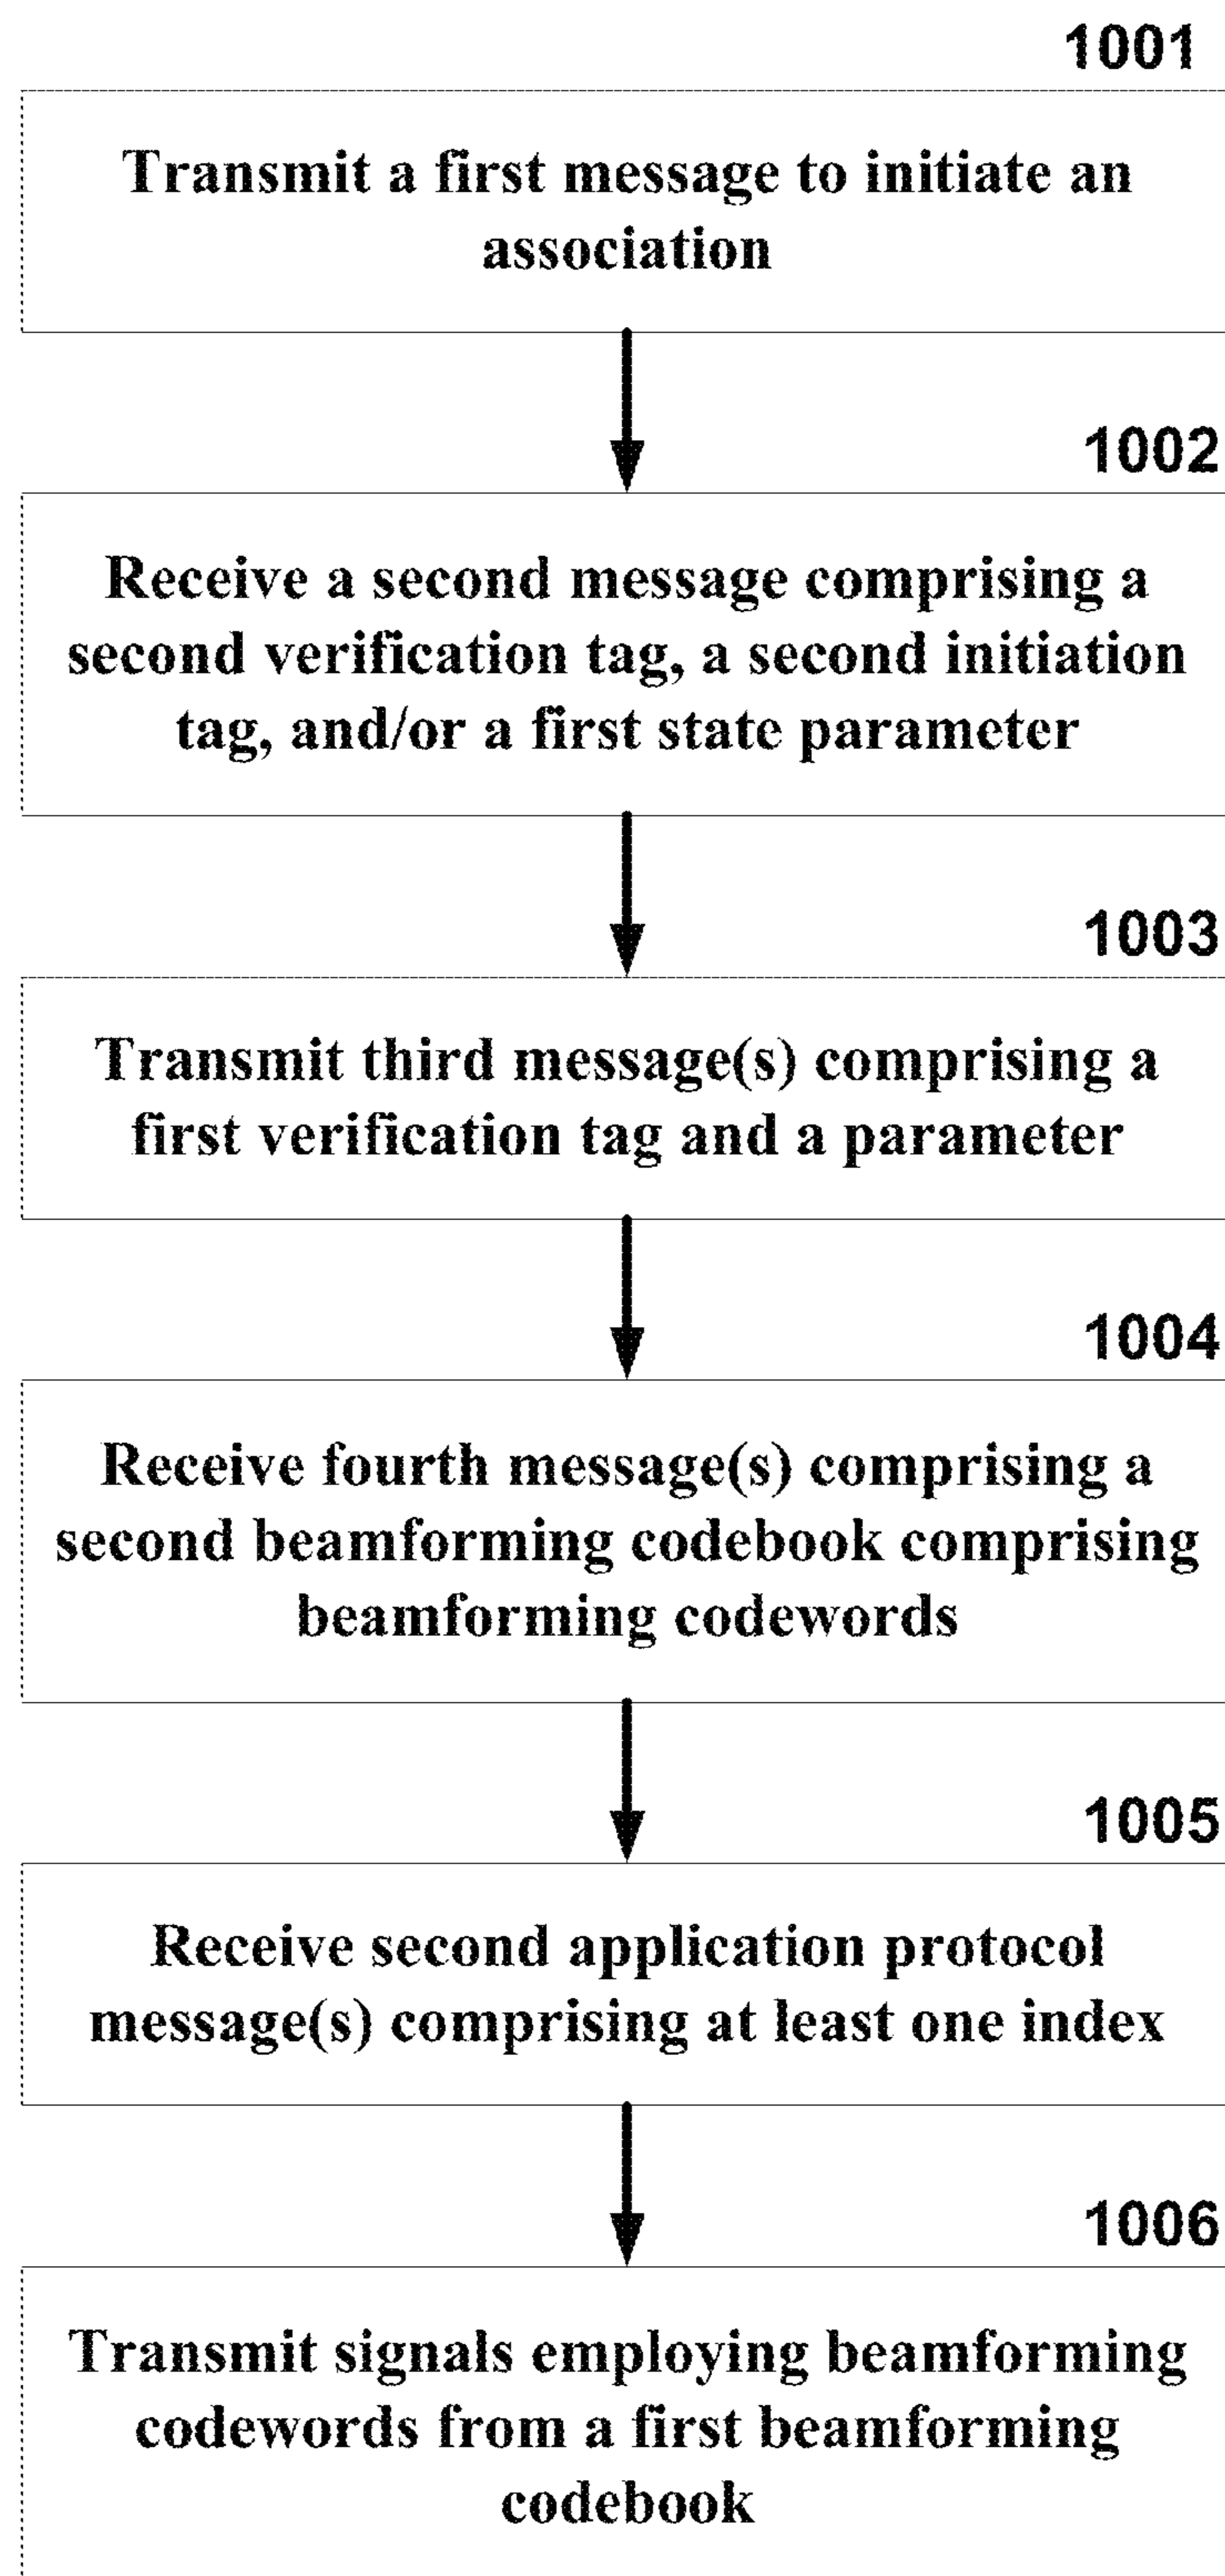 1001
Transmit a first message to initiate an
association
1002
Receive a second message comprising a
second verification tag, a second initiation
tag, and/or a first state parameter
1003
Transmit third message(s) comprising a
first verification tag and a parameter
1004
Receive fourth message(s) comprising a
second beamforming codebook comprising
beamforming codewords
1005
Receive second application protocol
message(s) comprising at least one index
1006
Transmit signals employing beamforming
codewords from a first beamforming
codebook